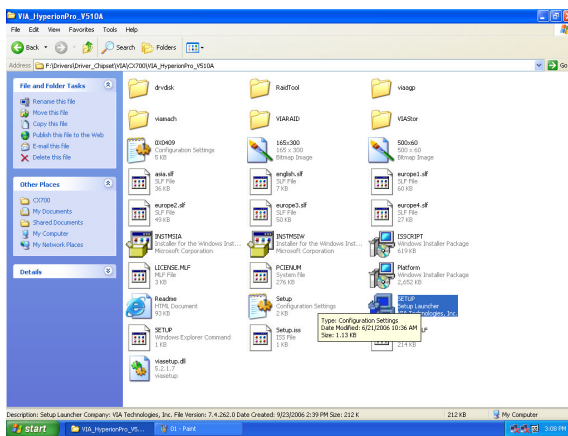 VIA_HyperionPro_V510A
File Edit View Favorites Tools Help
Back Search Folders
Address F:\Drivers\Driver_Chipset\VIA\CX700\VIA_HyperionPro_V510A Go
File and Folder Tasks
Rename this file
Move this file
Copy this file
Publish this file to the Web
E-mail this file
Delete this file
Other Places
CX700
My Documents
Shared Documents
My Computer
My Network Places
Details
drvdisk
RaidTool
viaagp
viamach
VIARAID
VIAStor
0X0409
Configuration Settings
5 KB
165x300
165 x 300
Bitmap Image
500x60
500 x 60
Bitmap Image
asia.slf
SLF File
36 KB
english.slf
SLF File
7 KB
europe1.slf
SLF File
60 KB
europe2.slf
SLF File
49 KB
europe3.slf
SLF File
50 KB
europe4.slf
SLF File
27 KB
INSTMSIA
Installer for the Windows Inst...
Microsoft Corporation
INSTMSIW
Installer for the Windows Inst...
Microsoft Corporation
ISSCRIPT
Windows Installer Package
619 KB
LICENSE.MLF
MLF File
3 KB
PCIENUM
System file
276 KB
Platform
Windows Installer Package
2,652 KB
Readme
HTML Document
93 KB
Setup
Configuration Settings
2 KB
SETUP
Setup Launcher
VIA Technologies, Inc.
Type: Configuration Settings
Date Modified: 6/21/2006 10:36 AM
Size: 1.13 KB
SETUP
Windows Explorer Command
1 KB
Setup.iss
ISS File
1 KB
214 KB
viasetup.dll
5.2.1.7
viasetup
Description: Setup Launcher Company: VIA Technologies, Inc. File Version: 7.4.262.0 Date Created: 9/23/2006 2:39 PM Size: 212 K 212 KB My Computer
start VIA_HyperionPro_V5... 01 - Paint 3:08 PM